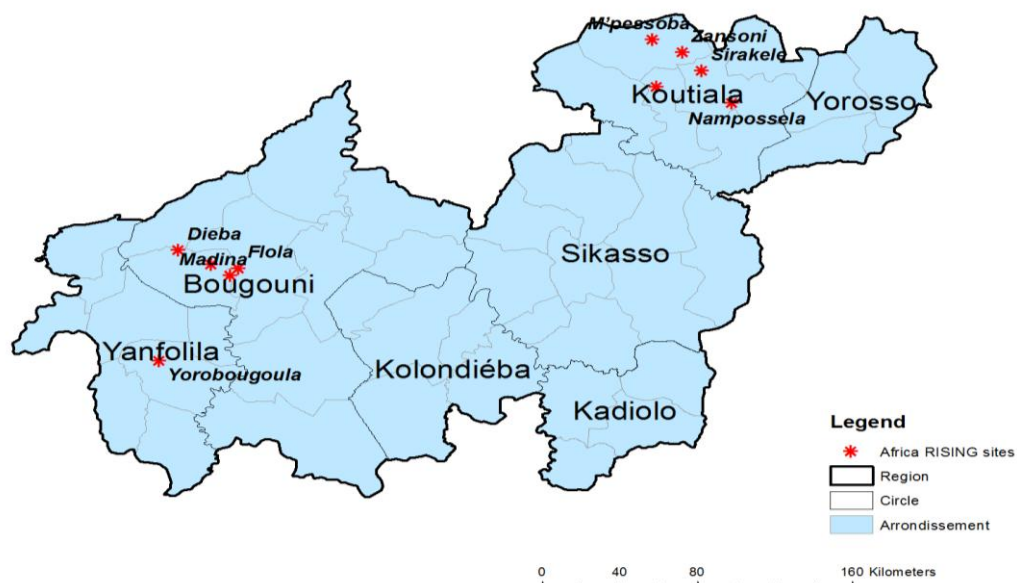 M'pessoba
Zansoni
Sirakele
Koutiala
Yorosso
Nampossela
Dieba
Madina
Flola
Bougouni
Sikasso
Yanfolila
Yorobougoula
Kolondiéba
Kadiolo
Legend
Africa RISING sites
Region
Circle
Arrondissement
0 40 80 160 Kilometers